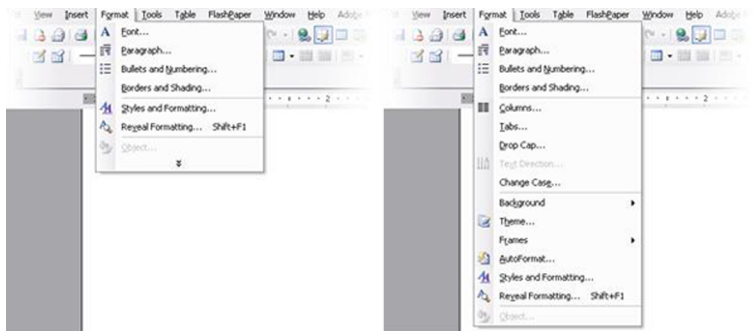 View Insert Format Tools Table FlashPaper Window Help Adobe
Font...
Paragraph...
Bullets and Numbering...
Borders and Shading...
Styles and Formatting...
Reveal Formatting... Shift+F1
Object...
View Insert Format Tools Table FlashPaper Window Help Adobe
Font...
Paragraph...
Bullets and Numbering...
Borders and Shading...
Columns...
Tabs...
Drop Cap...
Text Direction...
Change Case...
Background
Theme...
Frames
AutoFormat...
Styles and Formatting...
Reveal Formatting... Shift+F1
Object...